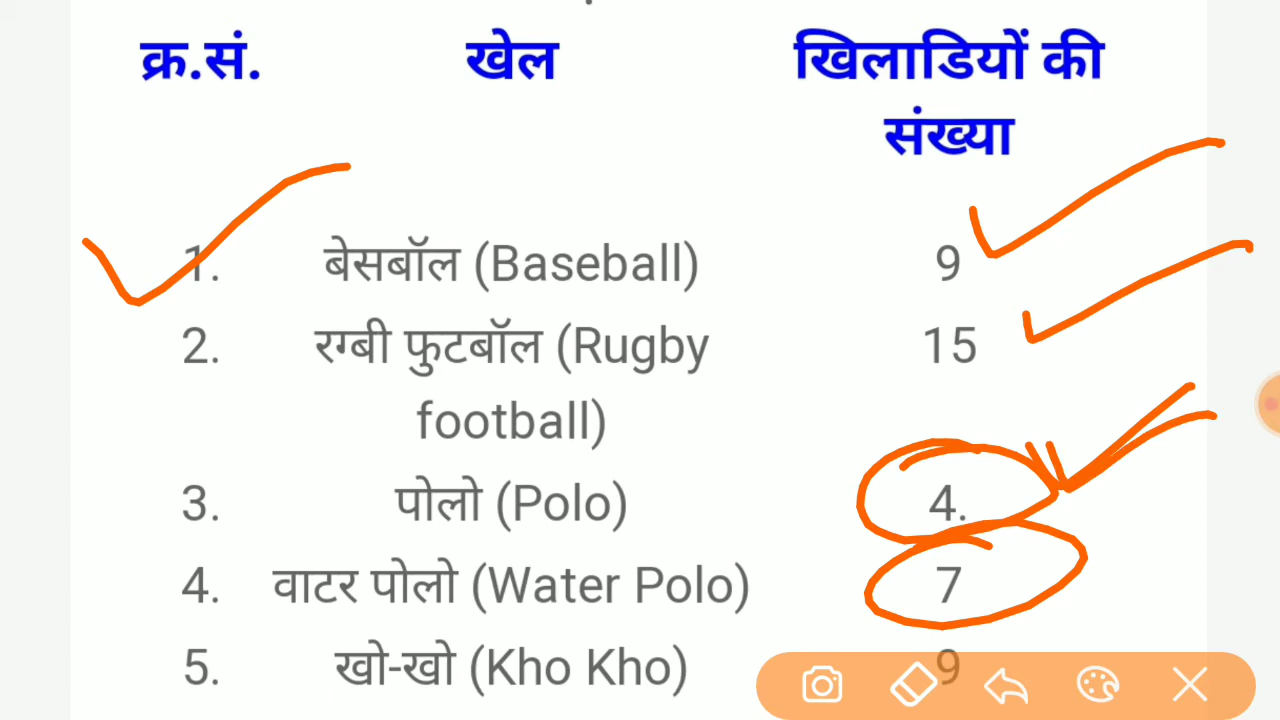 क्र.सं. खेल खिलाडियों की
संख्या
1. बेसबॉल (Baseball) 9
2. रग्बी फुटबॉल (Rugby 15
football)
3. पोलो (Polo) 4.
4. वाटर पोलो (Water Polo) 7
5. खो-खो (Kho Kho) 9